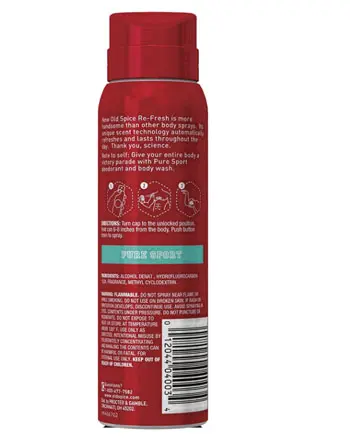 New Old Spice Re-Fresh is more
handsome than other body sprays. Its
unique scent technology automatically
refreshes and lasts throughout the
day. Thank you, science.
Note to self: Give your entire body a
victory parade with Pure Sport
deodorant and body wash.
1
2
3
DIRECTIONS: Turn cap to the unlocked position.
Hold can 5-6 inches from the body. Push button
down to spray.
PURE SPORT
INGREDIENTS: ALCOHOL DENAT., HYDROFLUOROCARBON
152A, FRAGRANCE, METHYL CYCLODEXTRIN.
WARNING: FLAMMABLE. DO NOT SPRAY NEAR FLAME OR
WHILE SMOKING. DO NOT USE ON BROKEN SKIN. IF RASH OR
IRRITATION DEVELOPS, DISCONTINUE USE. AVOID SPRAYING
UNDER PRESSURE. DO NOT PUNCTURE OR
DO NOT EXPOSE TO
HEAT OR STORE AT TEMPERATURE
ABOVE 120°F. USE ONLY AS
DIRECTED. INTENTIONAL MISUSE BY
DELIBERATELY CONCENTRATING
AND INHALING THE CONTENTS CAN
BE HARMFUL OR FATAL. FOR
EXTERNAL USE ONLY. KEEP OUT OF
REACH OF CHILDREN.
Questions?
1-800-677-7582
www.oldspice.com
Dist. by PROCTER & GAMBLE,
CINCINNATI, OH 45202.
0 12044 04003 4